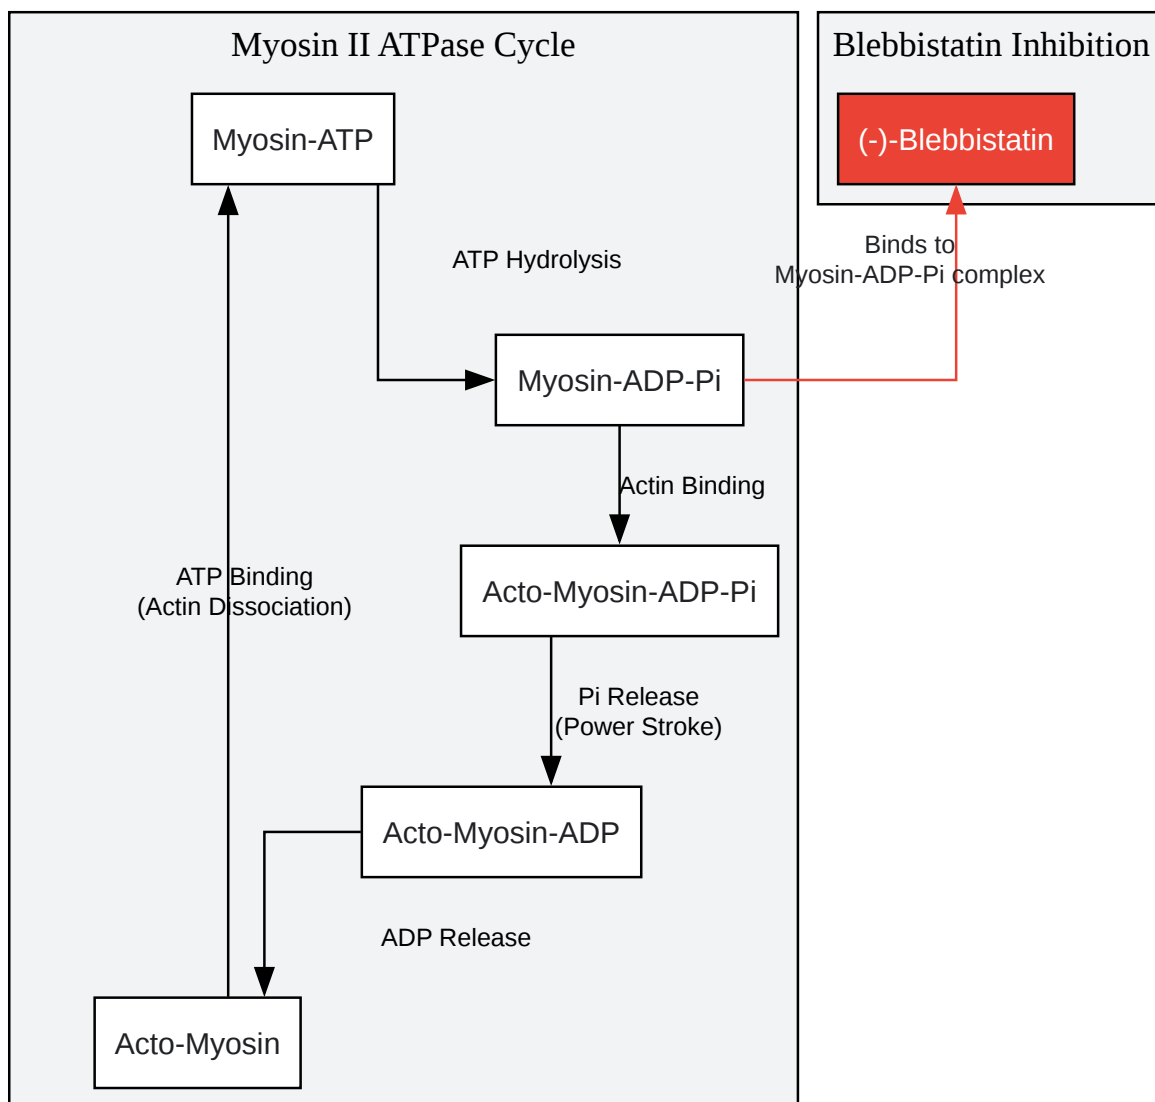 Myosin II ATPase Cycle
Blebbistatin Inhibition
Myosin-ATP
(-)-Blebbistatin
ATP Hydrolysis
Binds to
Myosin-ADP-Pi complex
Myosin-ADP-Pi
Actin Binding
ATP Binding
(Actin Dissociation)
Acto-Myosin-ADP-Pi
Pi Release
(Power Stroke)
Acto-Myosin-ADP
ADP Release
Acto-Myosin